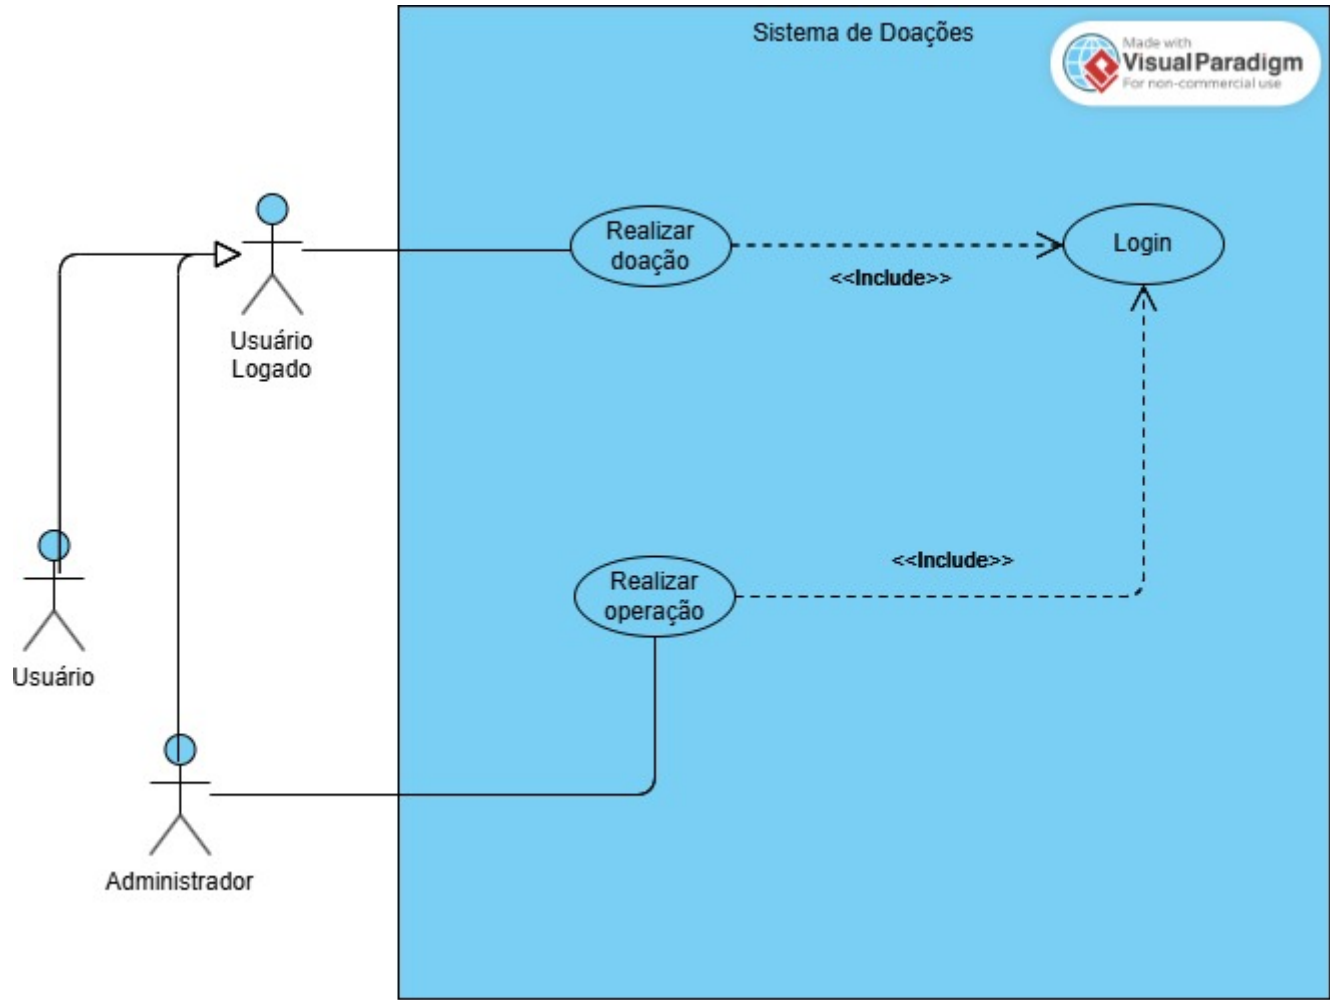 Sistema de Doações
Made with
Visual Paradigm
For non-commercial use
Realizar
doação
Login
<<Include>>
Usuário
Logado
<<Include>>
Realizar
operação
Usuário
Administrador